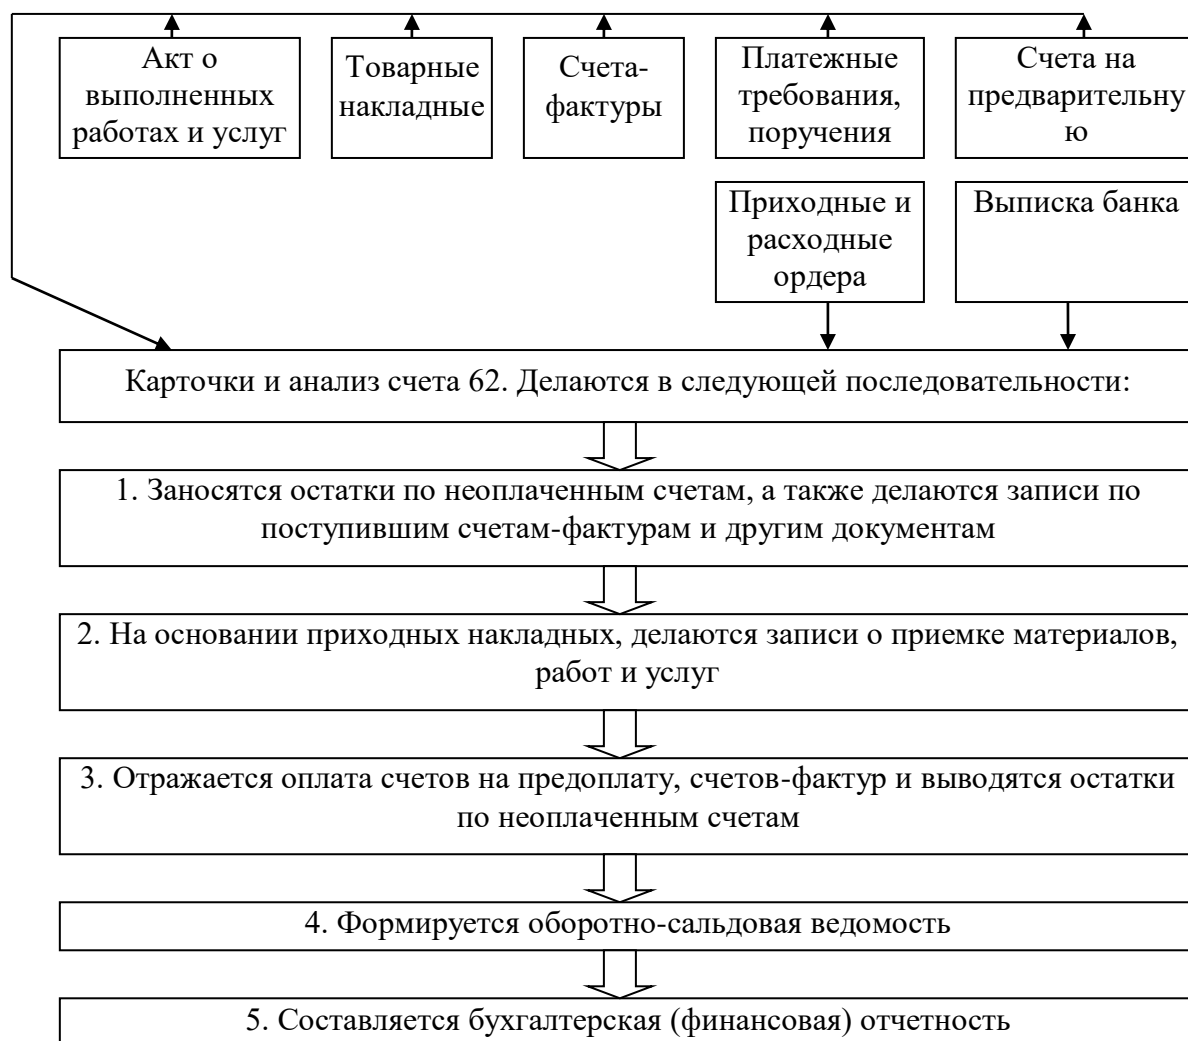 Акт о
выполненных
работах и услуг
Товарные
накладные
Счета-
фактуры
Платежные
требования,
поручения
Счета на
предварительну
ю
Приходные и
расходные
ордера
Выписка банка
Карточки и анализ счета 62. Делаются в следующей последовательности:
1. Заносятся остатки по неоплаченным счетам, а также делаются записи по
поступившим счетам-фактурам и другим документам
2. На основании приходных накладных, делаются записи о приемке материалов,
работ и услуг
3. Отражается оплата счетов на предоплату, счетов-фактур и выводятся остатки
по неоплаченным счетам
4. Формируется оборотно-сальдовая ведомость
5. Составляется бухгалтерская (финансовая) отчетность